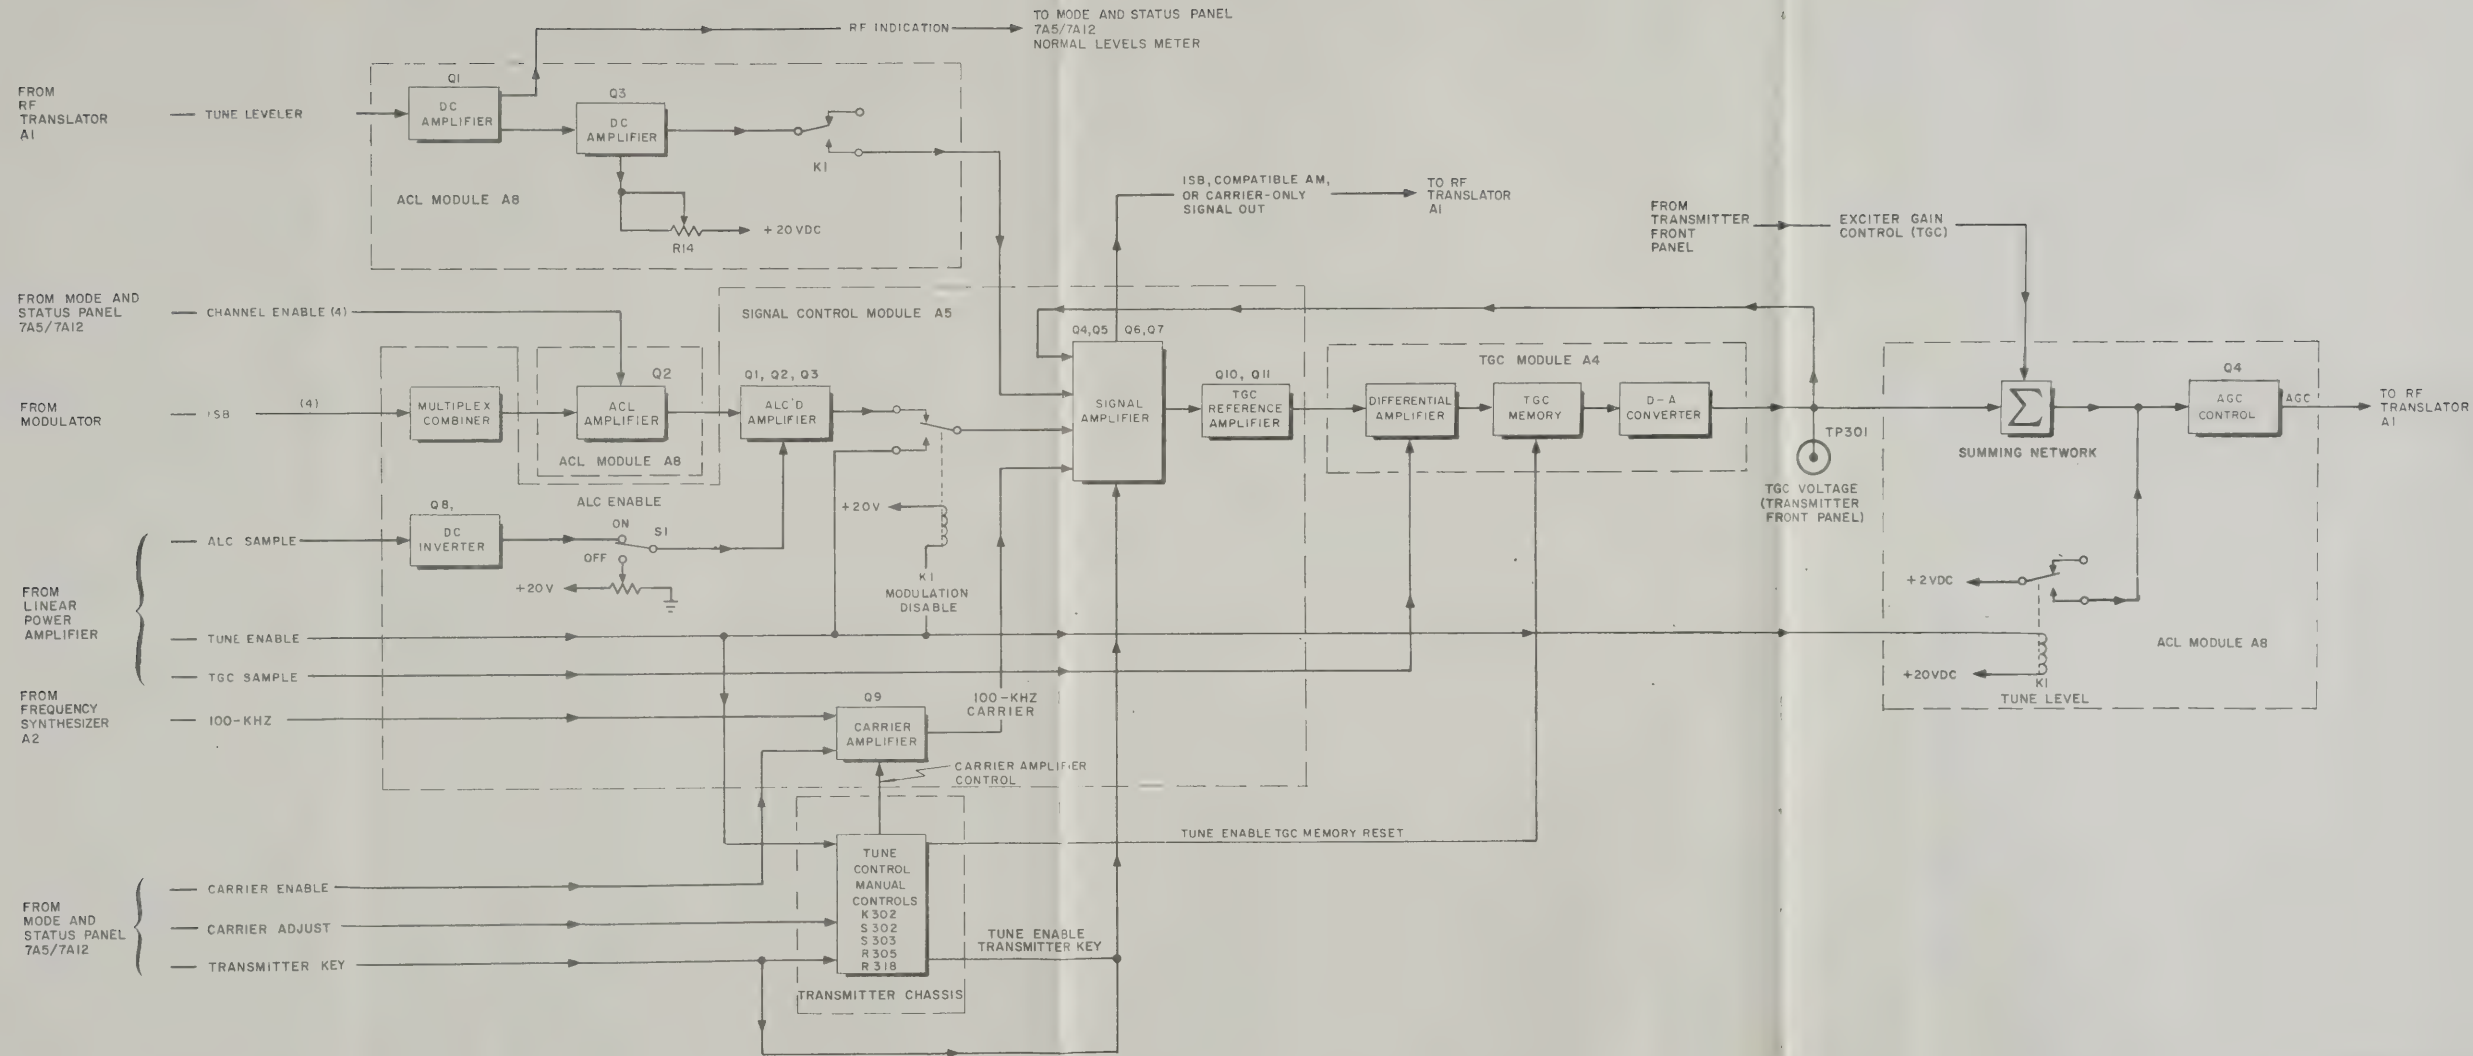 TO MODE AND STATUS PANEL
7A5/7A12
NORMAL LEVELS METER
RF INDICATION
FROM
RF
TRANSLATOR
A1
TUNE LEVELER
Q1
DC
AMPLIFIER
Q3
DC
AMPLIFIER
K1
ACL MODULE A8
R14
+20VDC
ISB, COMPATIBLE AM,
OR CARRIER-ONLY
SIGNAL OUT
TO RF
TRANSLATOR
A1
FROM
TRANSMITTER
FRONT
PANEL
EXCITER GAIN
CONTROL (TGC)
FROM MODE AND
STATUS PANEL
7A5/7A12
CHANNEL ENABLE (4)
SIGNAL CONTROL MODULE A5
FROM
MODULATOR
ISB
(4)
MULTIPLEX
COMBINER
Q2
ACL
AMPLIFIER
ACL MODULE A8
Q1, Q2, Q3
ALC'D
AMPLIFIER
Q4,Q5 Q6,Q7
SIGNAL
AMPLIFIER
Q10, Q11
TGC
REFERENCE
AMPLIFIER
TGC MODULE A4
DIFFERENTIAL
AMPLIFIER
TGC
MEMORY
D-A
CONVERTER
TP301
TGC VOLTAGE
(TRANSMITTER
FRONT PANEL)
Σ
SUMMING NETWORK
Q4
AGC
CONTROL
AGC
TO RF
TRANSLATOR
A1
FROM
LINEAR
POWER
AMPLIFIER
ALC SAMPLE
Q8,
DC
INVERTER
ALC ENABLE
ON
S1
OFF
+20V
+20V
K1
MODULATION
DISABLE
TUNE ENABLE
TGC SAMPLE
+2VDC
+20VDC
K1
TUNE LEVEL
ACL MODULE A8
FROM
FREQUENCY
SYNTHESIZER
A2
100-KHZ
Q9
CARRIER
AMPLIFIER
100-KHZ
CARRIER
CARRIER AMPLIFIER
CONTROL
TUNE
CONTROL
MANUAL
CONTROLS
K302
S302
S303
R305
R318
TRANSMITTER CHASSIS
TUNE ENABLE TGC MEMORY RESET
TUNE ENABLE
TRANSMITTER KEY
FROM
MODE AND
STATUS PANEL
7A5/7A12
CARRIER ENABLE
CARRIER ADJUST
TRANSMITTER KEY